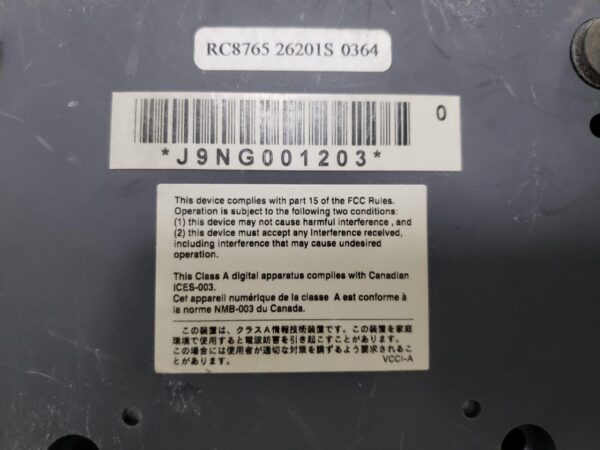 RC8765 26201S 0364
0
*J9NG001203*
This device complies with part 15 of the FCC Rules.
Operation is subject to the following two conditions:
(1) this device may not cause harmful interference , and
(2) this device must accept any interference received,
including interference that may cause undesired
operation.
This Class A digital apparatus complies with Canadian
ICES-003.
Cet appareil numérique de la classe A est conforme à
la norme NMB-003 du Canada.
この装置は、クラスA情報技術装置です。この装置を家庭
環境で使用すると電波妨害を引き起こすことがあります。
この場合には使用者が適切な対策を講ずるよう要求されるこ
とがあります。
VCCI-A